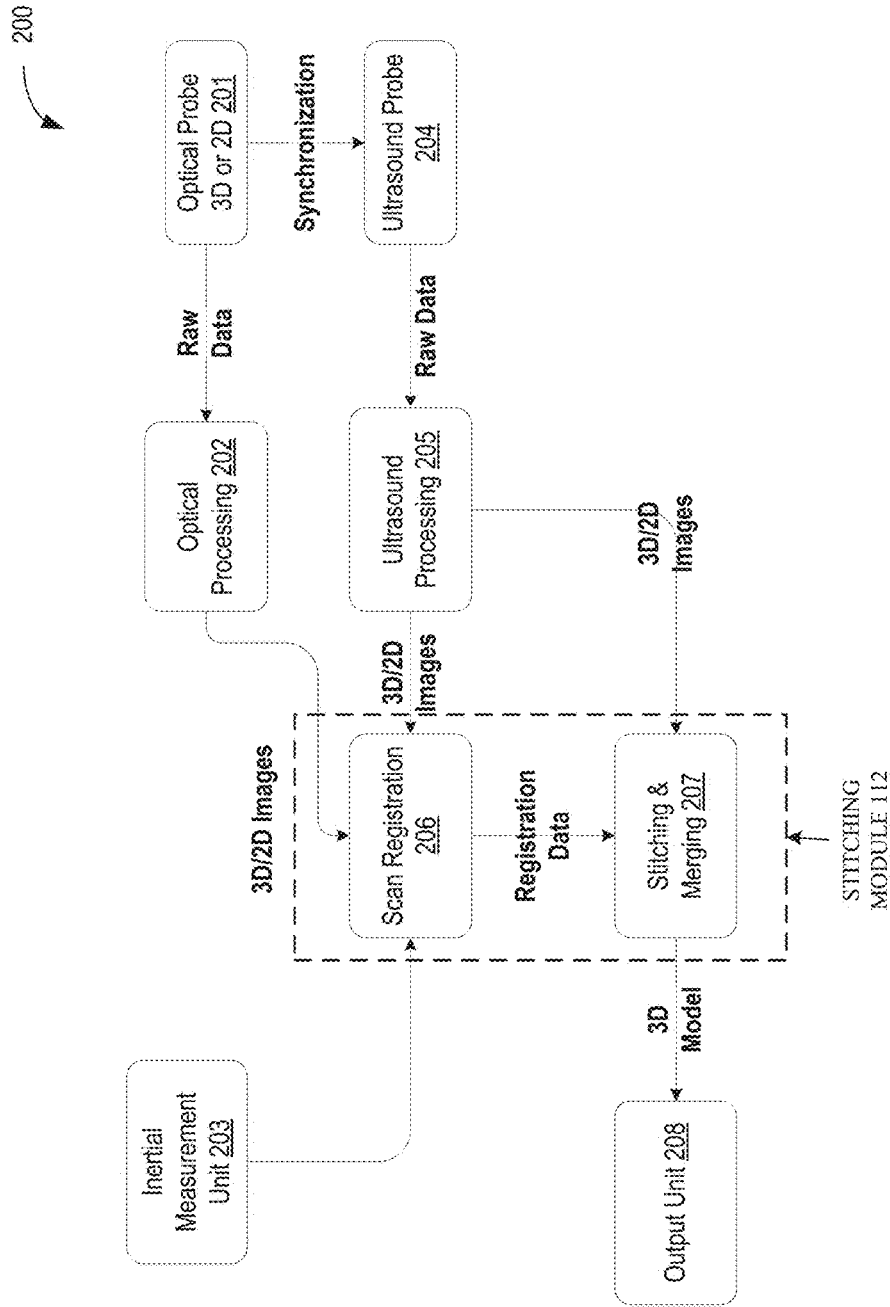 200
Optical Probe
3D or 2D 201
Synchronization
Ultrasound Probe
204
Raw
Data
Raw Data
Optical
Processing 202
Ultrasound
Processing 205
3D/2D Images
3D/2D
Images
3D/2D
Images
Scan Registration
206
Registration
Data
Stitching &
Merging 207
STITCHING
MODULE 112
Inertial
Measurement
Unit 203
3D
Model
Output Unit 208